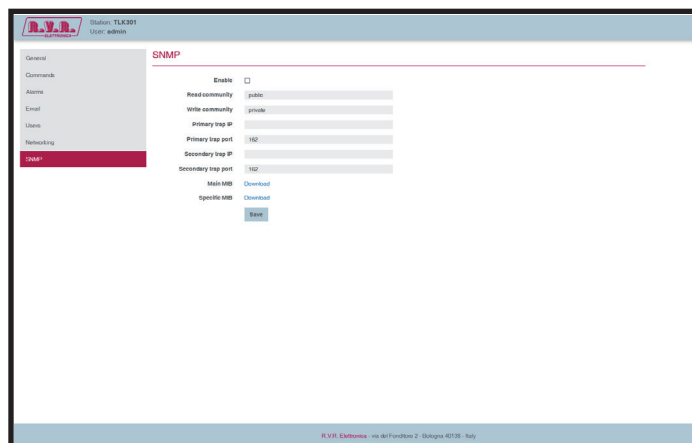 R.V.R.
ELETTRONICA
Station: TLK301
User: admin
General
Commands
Alarms
Email
Users
Networking
SNMP
SNMP
Enable
Read community public
Write community private
Primary trap IP
Primary trap port 162
Secondary trap IP
Secondary trap port 162
Main MIB Download
Specific MIB Download
Save
R.V.R. Elettronica - via del Fonditore 2 - Bologna 40138 - Italy